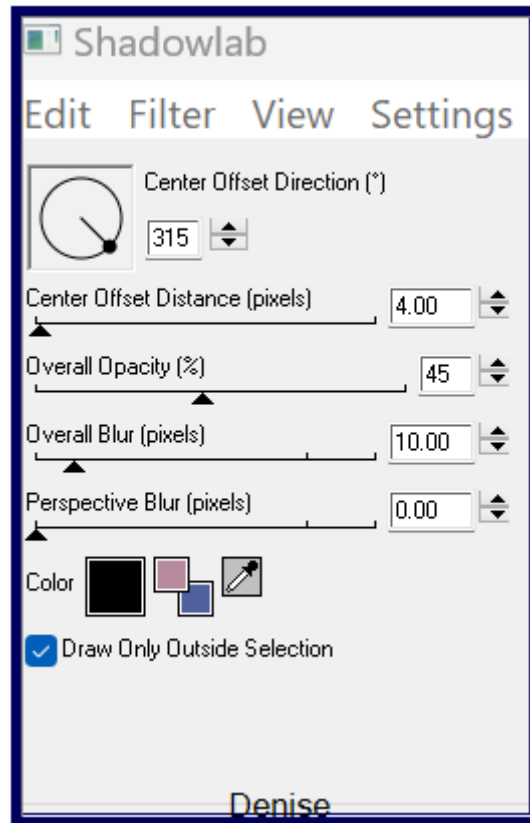 Shadowlab
Edit Filter View Settings
Center Offset Direction (°)
315
Center Offset Distance (pixels)
4.00
Overall Opacity (%)
45
Overall Blur (pixels)
10.00
Perspective Blur (pixels)
0.00
Color
Draw Only Outside Selection
Denise